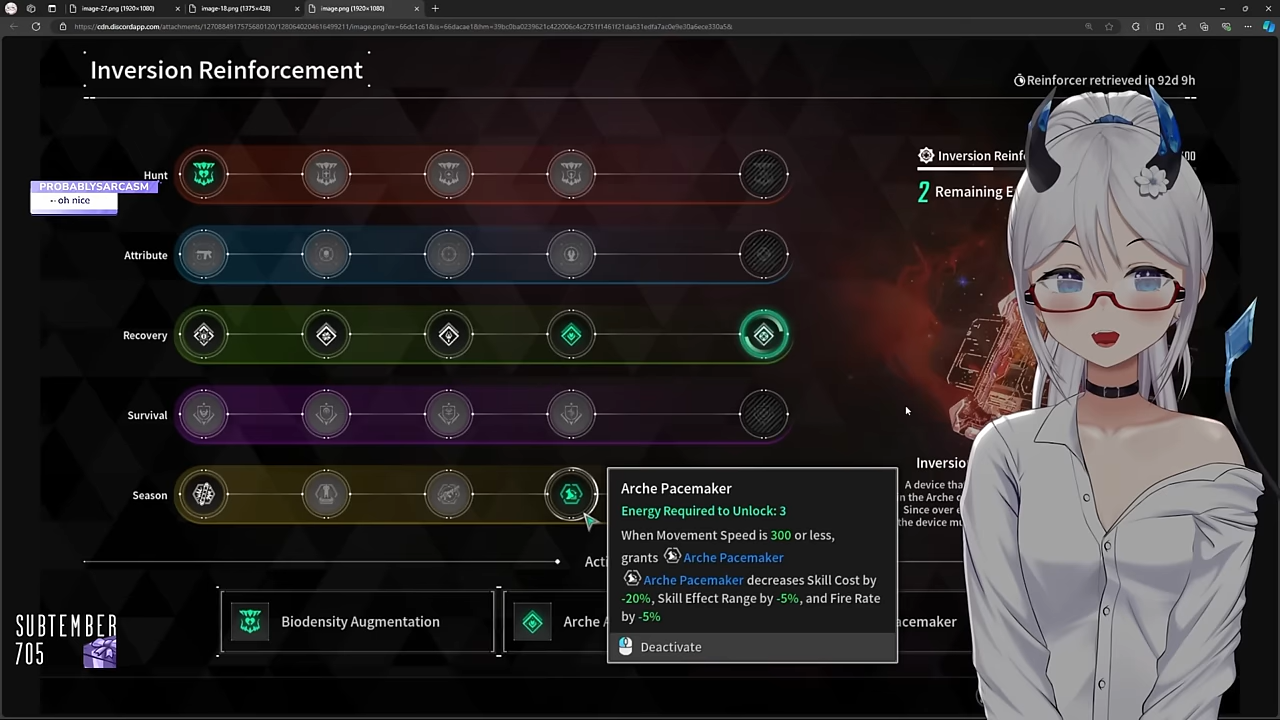 image-27.png (1920×1080)
image-18.png (1375×428)
image.png (1920×1080)
Inversion Reinforcement
Reinforcer retrieved in 92d 9h
Hunt
PROBABLYSARCASM
oh nice
Inversion Reinf
00
2 Remaining E
Attribute
Recovery
Survival
Season
Arche Pacemaker
Energy Required to Unlock: 3
When Movement Speed is 300 or less,
grants Arche Pacemaker
Arche Pacemaker decreases Skill Cost by
-20%, Skill Effect Range by -5%, and Fire Rate
by -5%
Deactivate
Inversio
A device tha
n the Arche
Since over e
the device mu
Acti
Biodensity Augmentation
Arche A
acemaker
SUBTEMBER
705